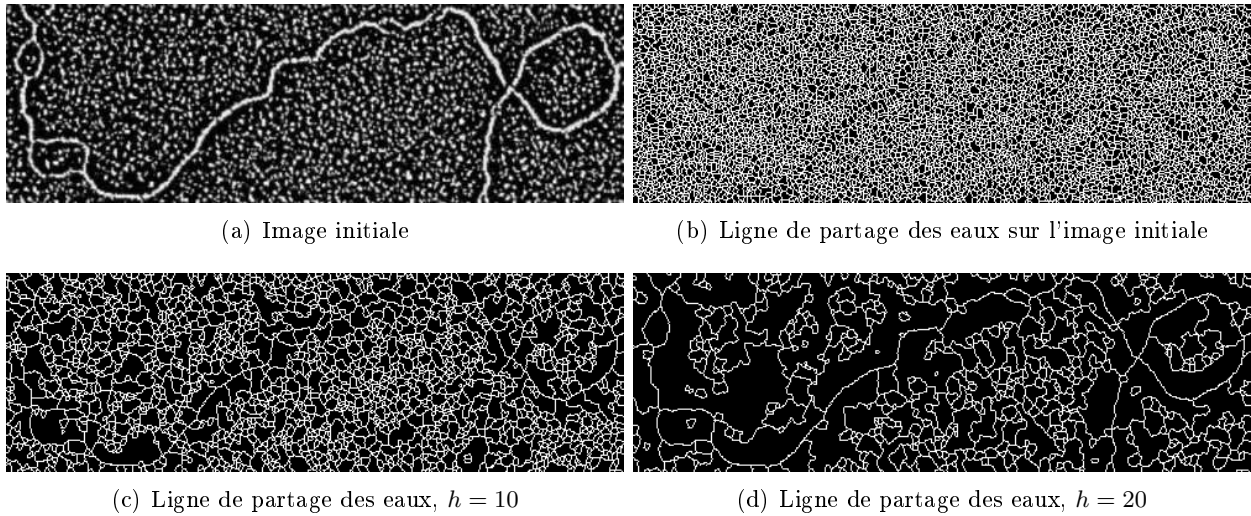 (a) Image initiale
(b) Ligne de partage des eaux sur l'image initiale
(c) Ligne de partage des eaux, h = 10
(d) Ligne de partage des eaux, h = 20